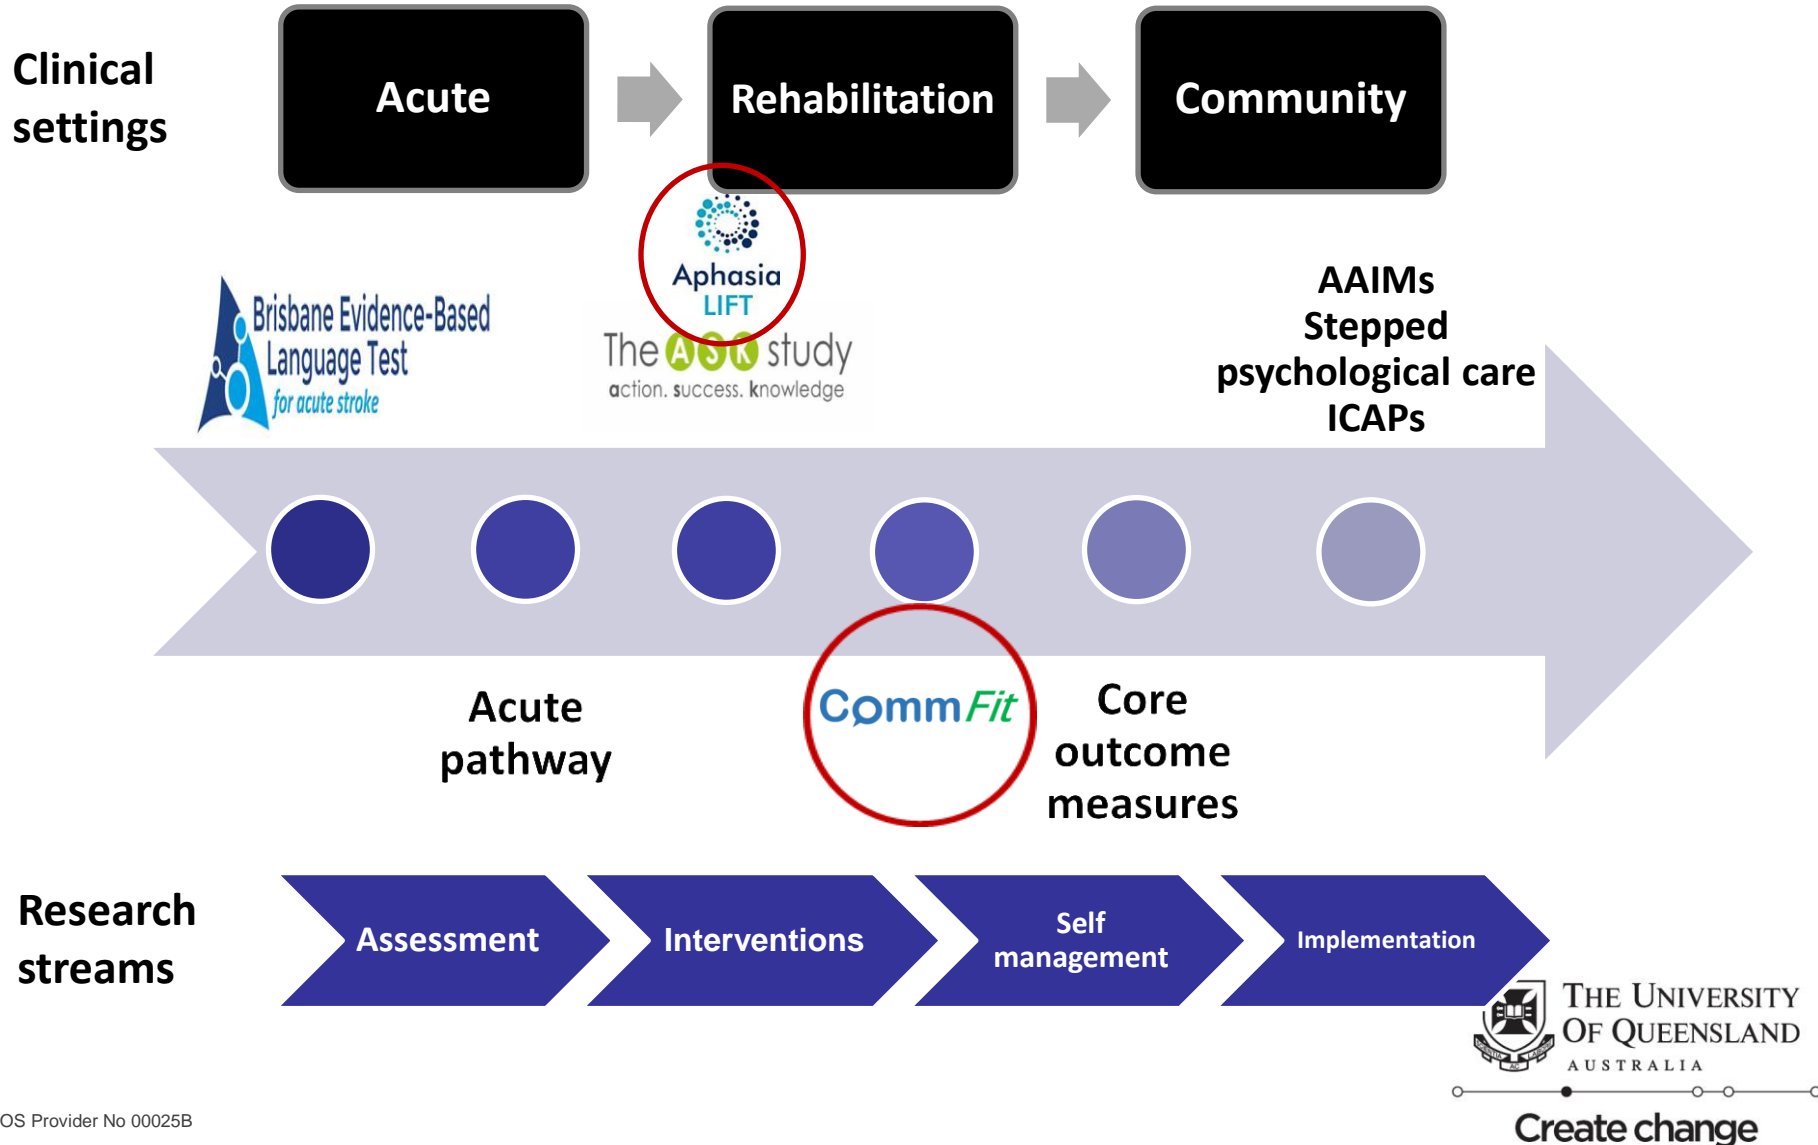 Clinical
settings
Acute
Rehabilitation
Community
Aphasia
LIFT
Brisbane Evidence-Based
Language Test
for acute stroke
The ASK study
action. success. knowledge
AAIMs
Stepped
psychological care
ICAPs
Acute
pathway
CommFit
Core
outcome
measures
Research
streams
Assessment
Interventions
Self
management
Implementation
THE UNIVERSITY
OF QUEENSLAND
AUSTRALIA
Create change
OS Provider No 00025B